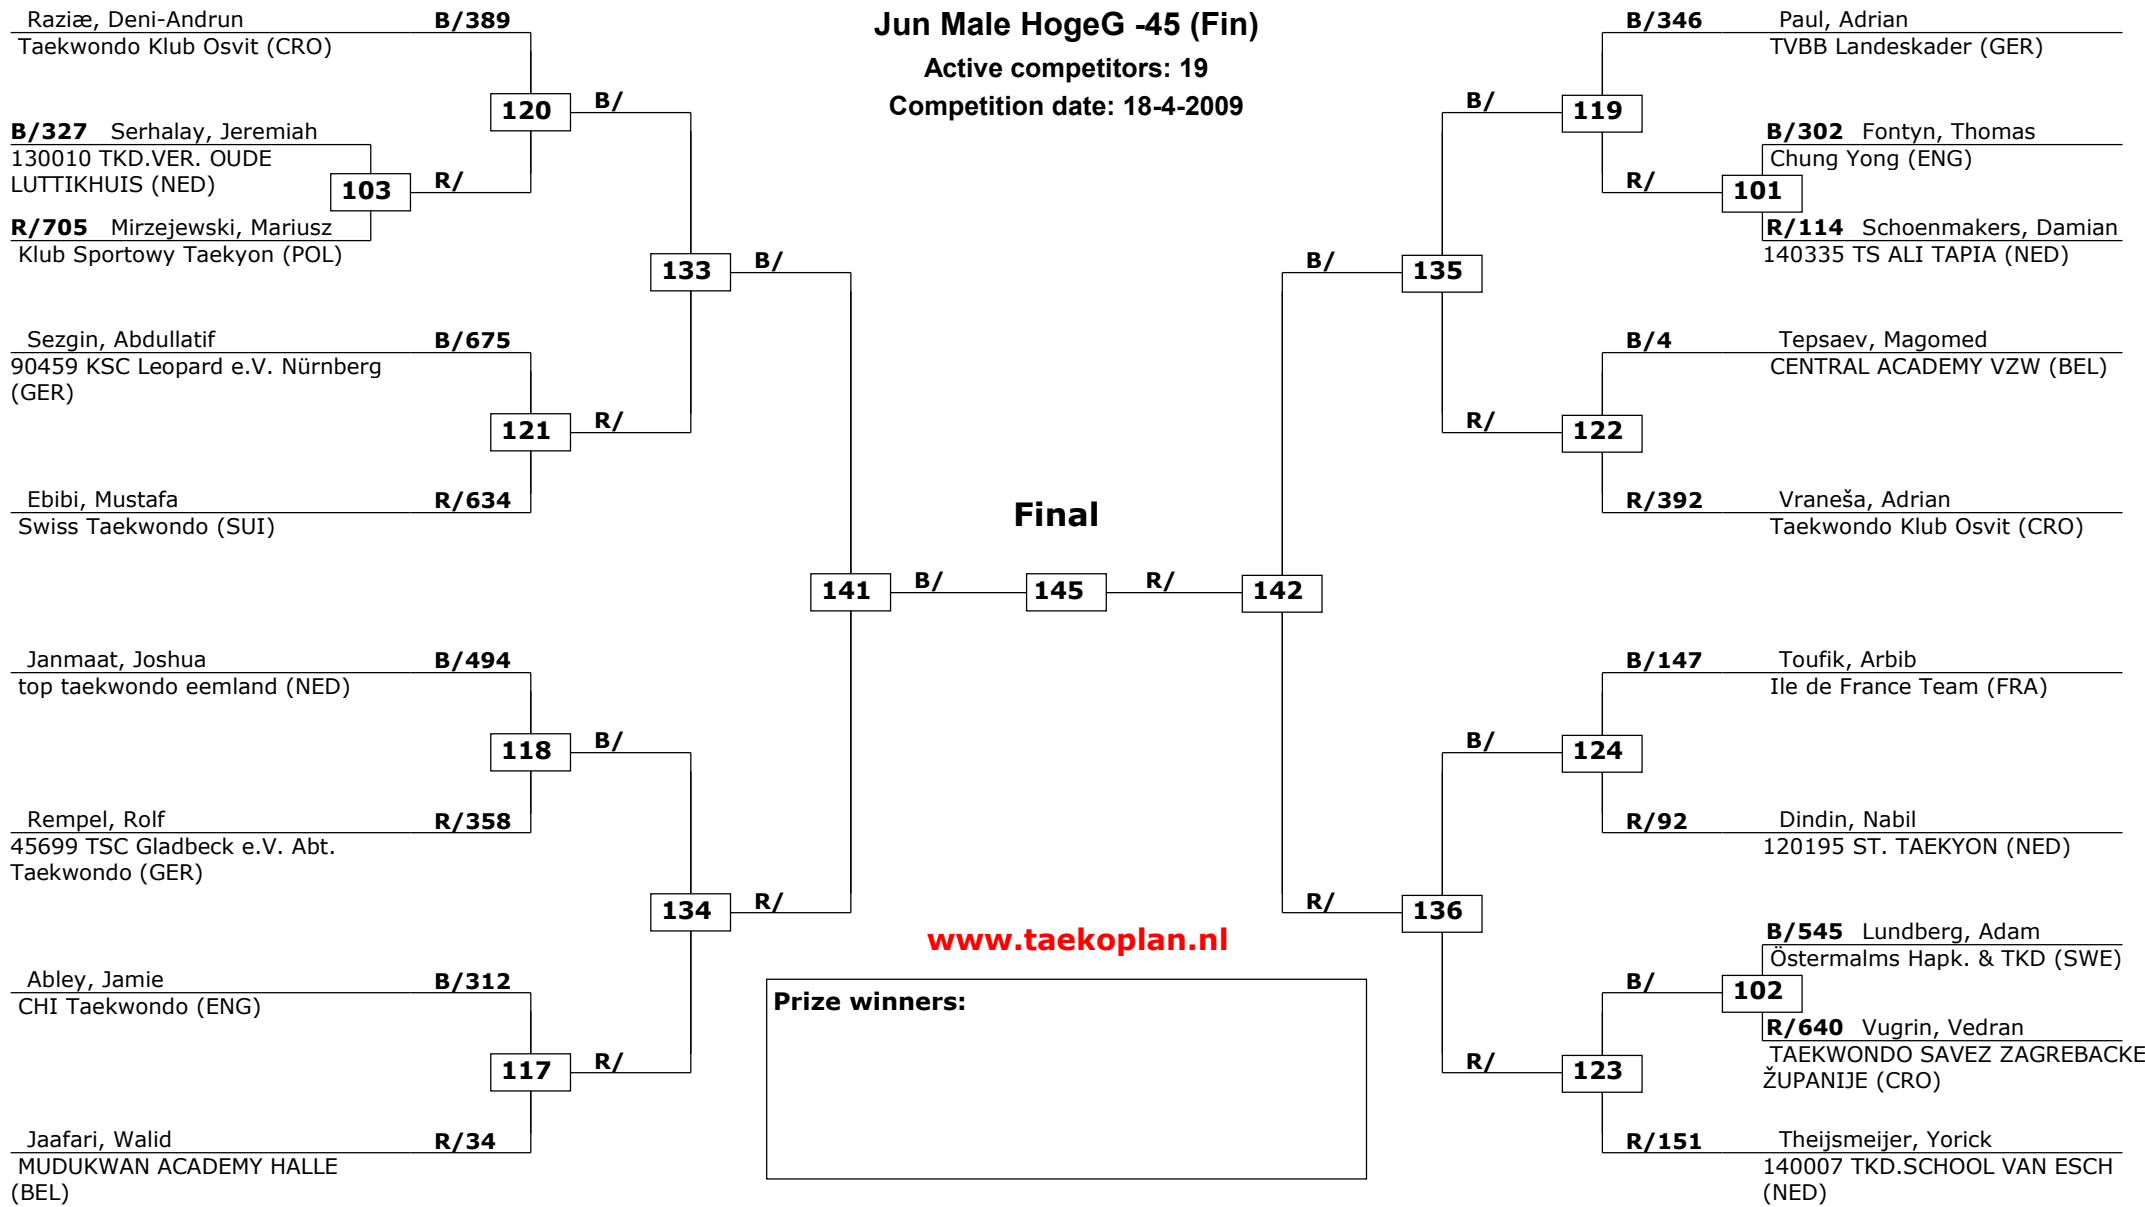 Jun Male HogeG -45 (Fin)
Active competitors: 19
Competition date: 18-4-2009
Raziæ, Deni-Andrun B/389
Taekwondo Klub Osvit (CRO)
120 B/
B/327 Serhalay, Jeremiah
130010 TKD.VER. OUDE
LUTTIKHUIS (NED)
103 R/
R/705 Mirzejewski, Mariusz
Klub Sportowy Taekyon (POL)
133 B/
Sezgin, Abdullatif B/675
90459 KSC Leopard e.V. Nürnberg
(GER)
121 R/
Ebibi, Mustafa R/634
Swiss Taekwondo (SUI)
Final
141 B/ 145 R/ 142
Janmaat, Joshua B/494
top taekwondo eemland (NED)
118 B/
Rempel, Rolf R/358
45699 TSC Gladbeck e.V. Abt.
Taekwondo (GER)
134 R/
Abley, Jamie B/312
CHI Taekwondo (ENG)
117 R/
Jaafari, Walid R/34
MUDUKWAN ACADEMY HALLE
(BEL)
B/346 Paul, Adrian
TVBB Landeskader (GER)
B/ 119
B/302 Fontyn, Thomas
Chung Yong (ENG)
R/ 101
R/114 Schoenmakers, Damian
140335 TS ALI TAPIA (NED)
B/ 135
B/4 Tepsaev, Magomed
CENTRAL ACADEMY VZW (BEL)
R/ 122
R/392 Vraneša, Adrian
Taekwondo Klub Osvit (CRO)
B/147 Toufik, Arbib
Ile de France Team (FRA)
B/ 124
R/92 Dindin, Nabil
120195 ST. TAEKYON (NED)
R/ 136
B/545 Lundberg, Adam
Östermalms Hapk. & TKD (SWE)
B/ 102
R/640 Vugrin, Vedran
TAEKWONDO SAVEZ ZAGREBACKE
ŽUPANIJE (CRO)
R/ 123
R/151 Theijsmeijer, Yorick
140007 TKD.SCHOOL VAN ESCH
(NED)
www.taekoplan.nl
Prize winners: